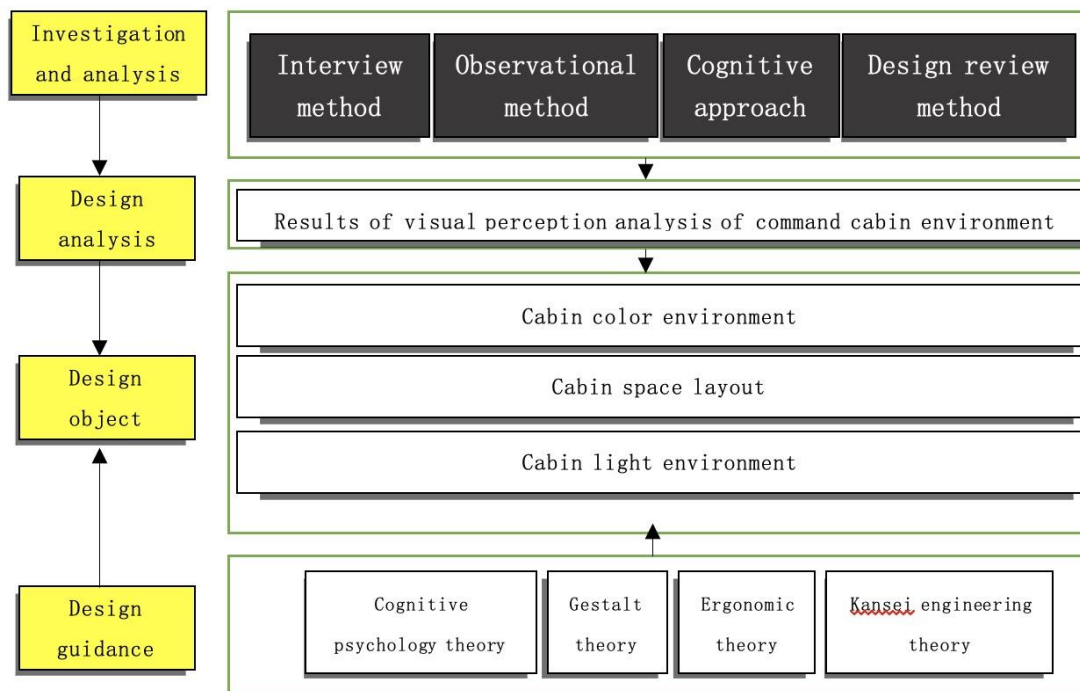 Investigation
and analysis
Interview
method
Observational
method
Cognitive
approach
Design review
method
Design
analysis
Results of visual perception analysis of command cabin environment
Design
object
Cabin color environment
Cabin space layout
Cabin light environment
Design
guidance
Cognitive
psychology theory
Gestalt
theory
Ergonomic
theory
Kansei engineering
theory